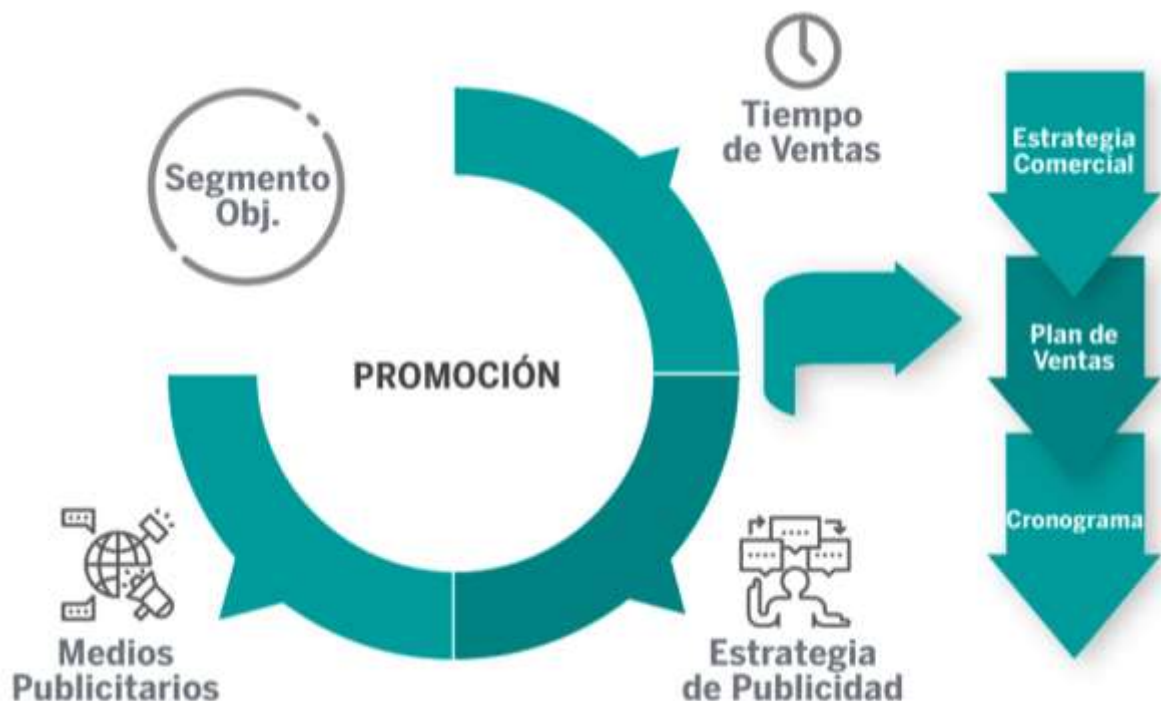 Segmento
Obj.
Tiempo
de Ventas
PROMOCIÓN
Medios
Publicitarios
Estrategia
de Publicidad
Estrategia
Comercial
Plan de
Ventas
Cronograma